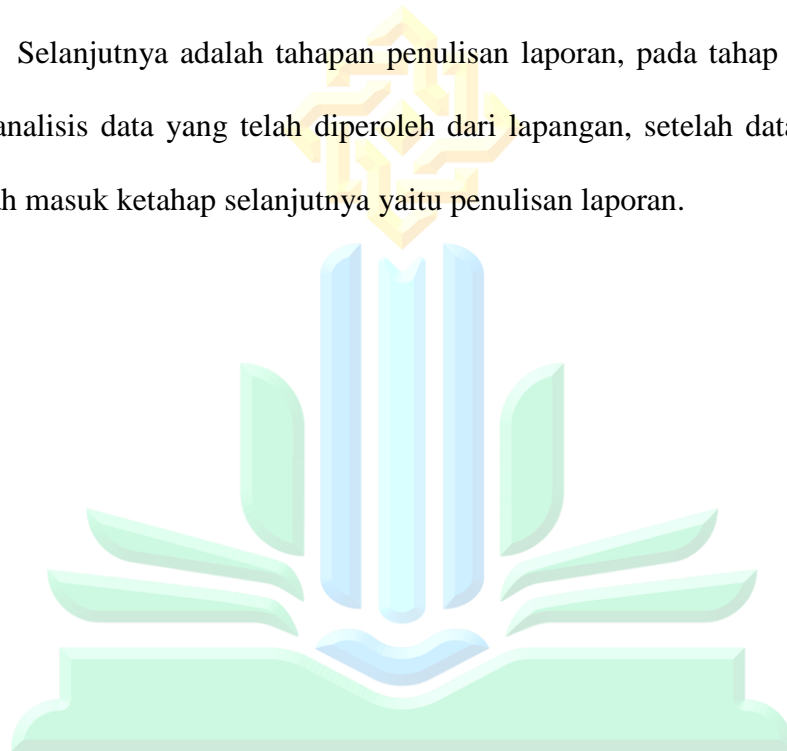 Selanjutnya adalah tahapan penulisan laporan, pada tahap
analisis data yang telah diperoleh dari lapangan, setelah data
masuk ketahap selanjutnya yaitu penulisan laporan.